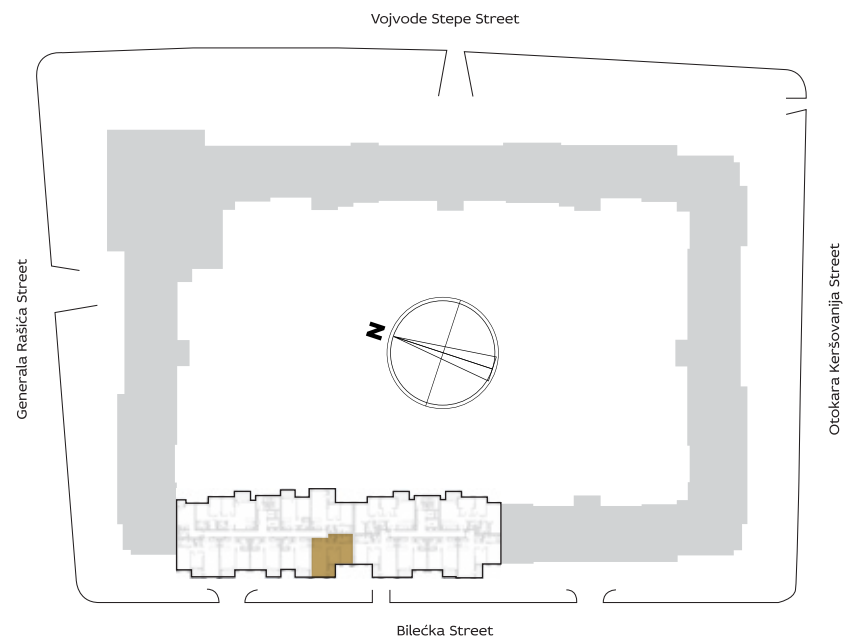 Vojvode Stepe Street
Generala Rašića Street
N
Otokara Keršovanija Street
Bilećka Street